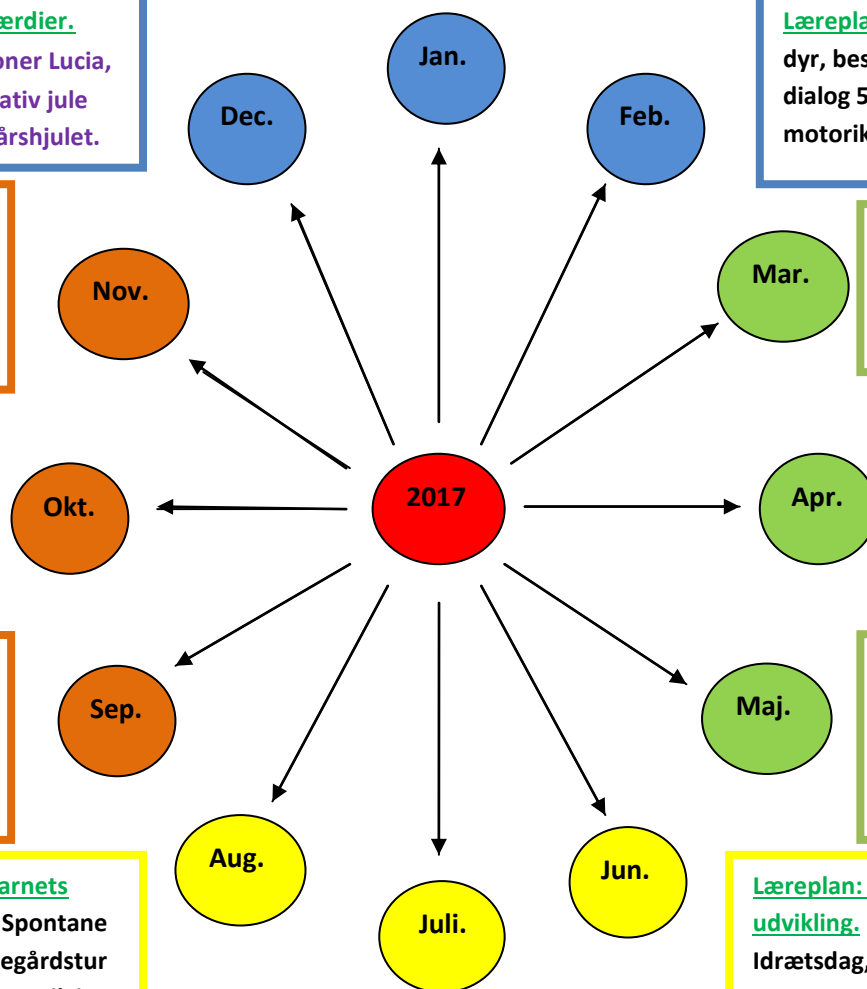 ærdier.
oner Lucia,
ativ jule
årshjulet.
Jan.
Dec.
Feb.
Læreplan
dyr, bes
dialog 5
motorik
Nov.
Mar.
Okt.
2017
Apr.
Sep.
Maj.
Aug.
Juli.
Jun.
arnets
Spontane
egårdstur
Læreplan:
udvikling.
Idrætsdag,